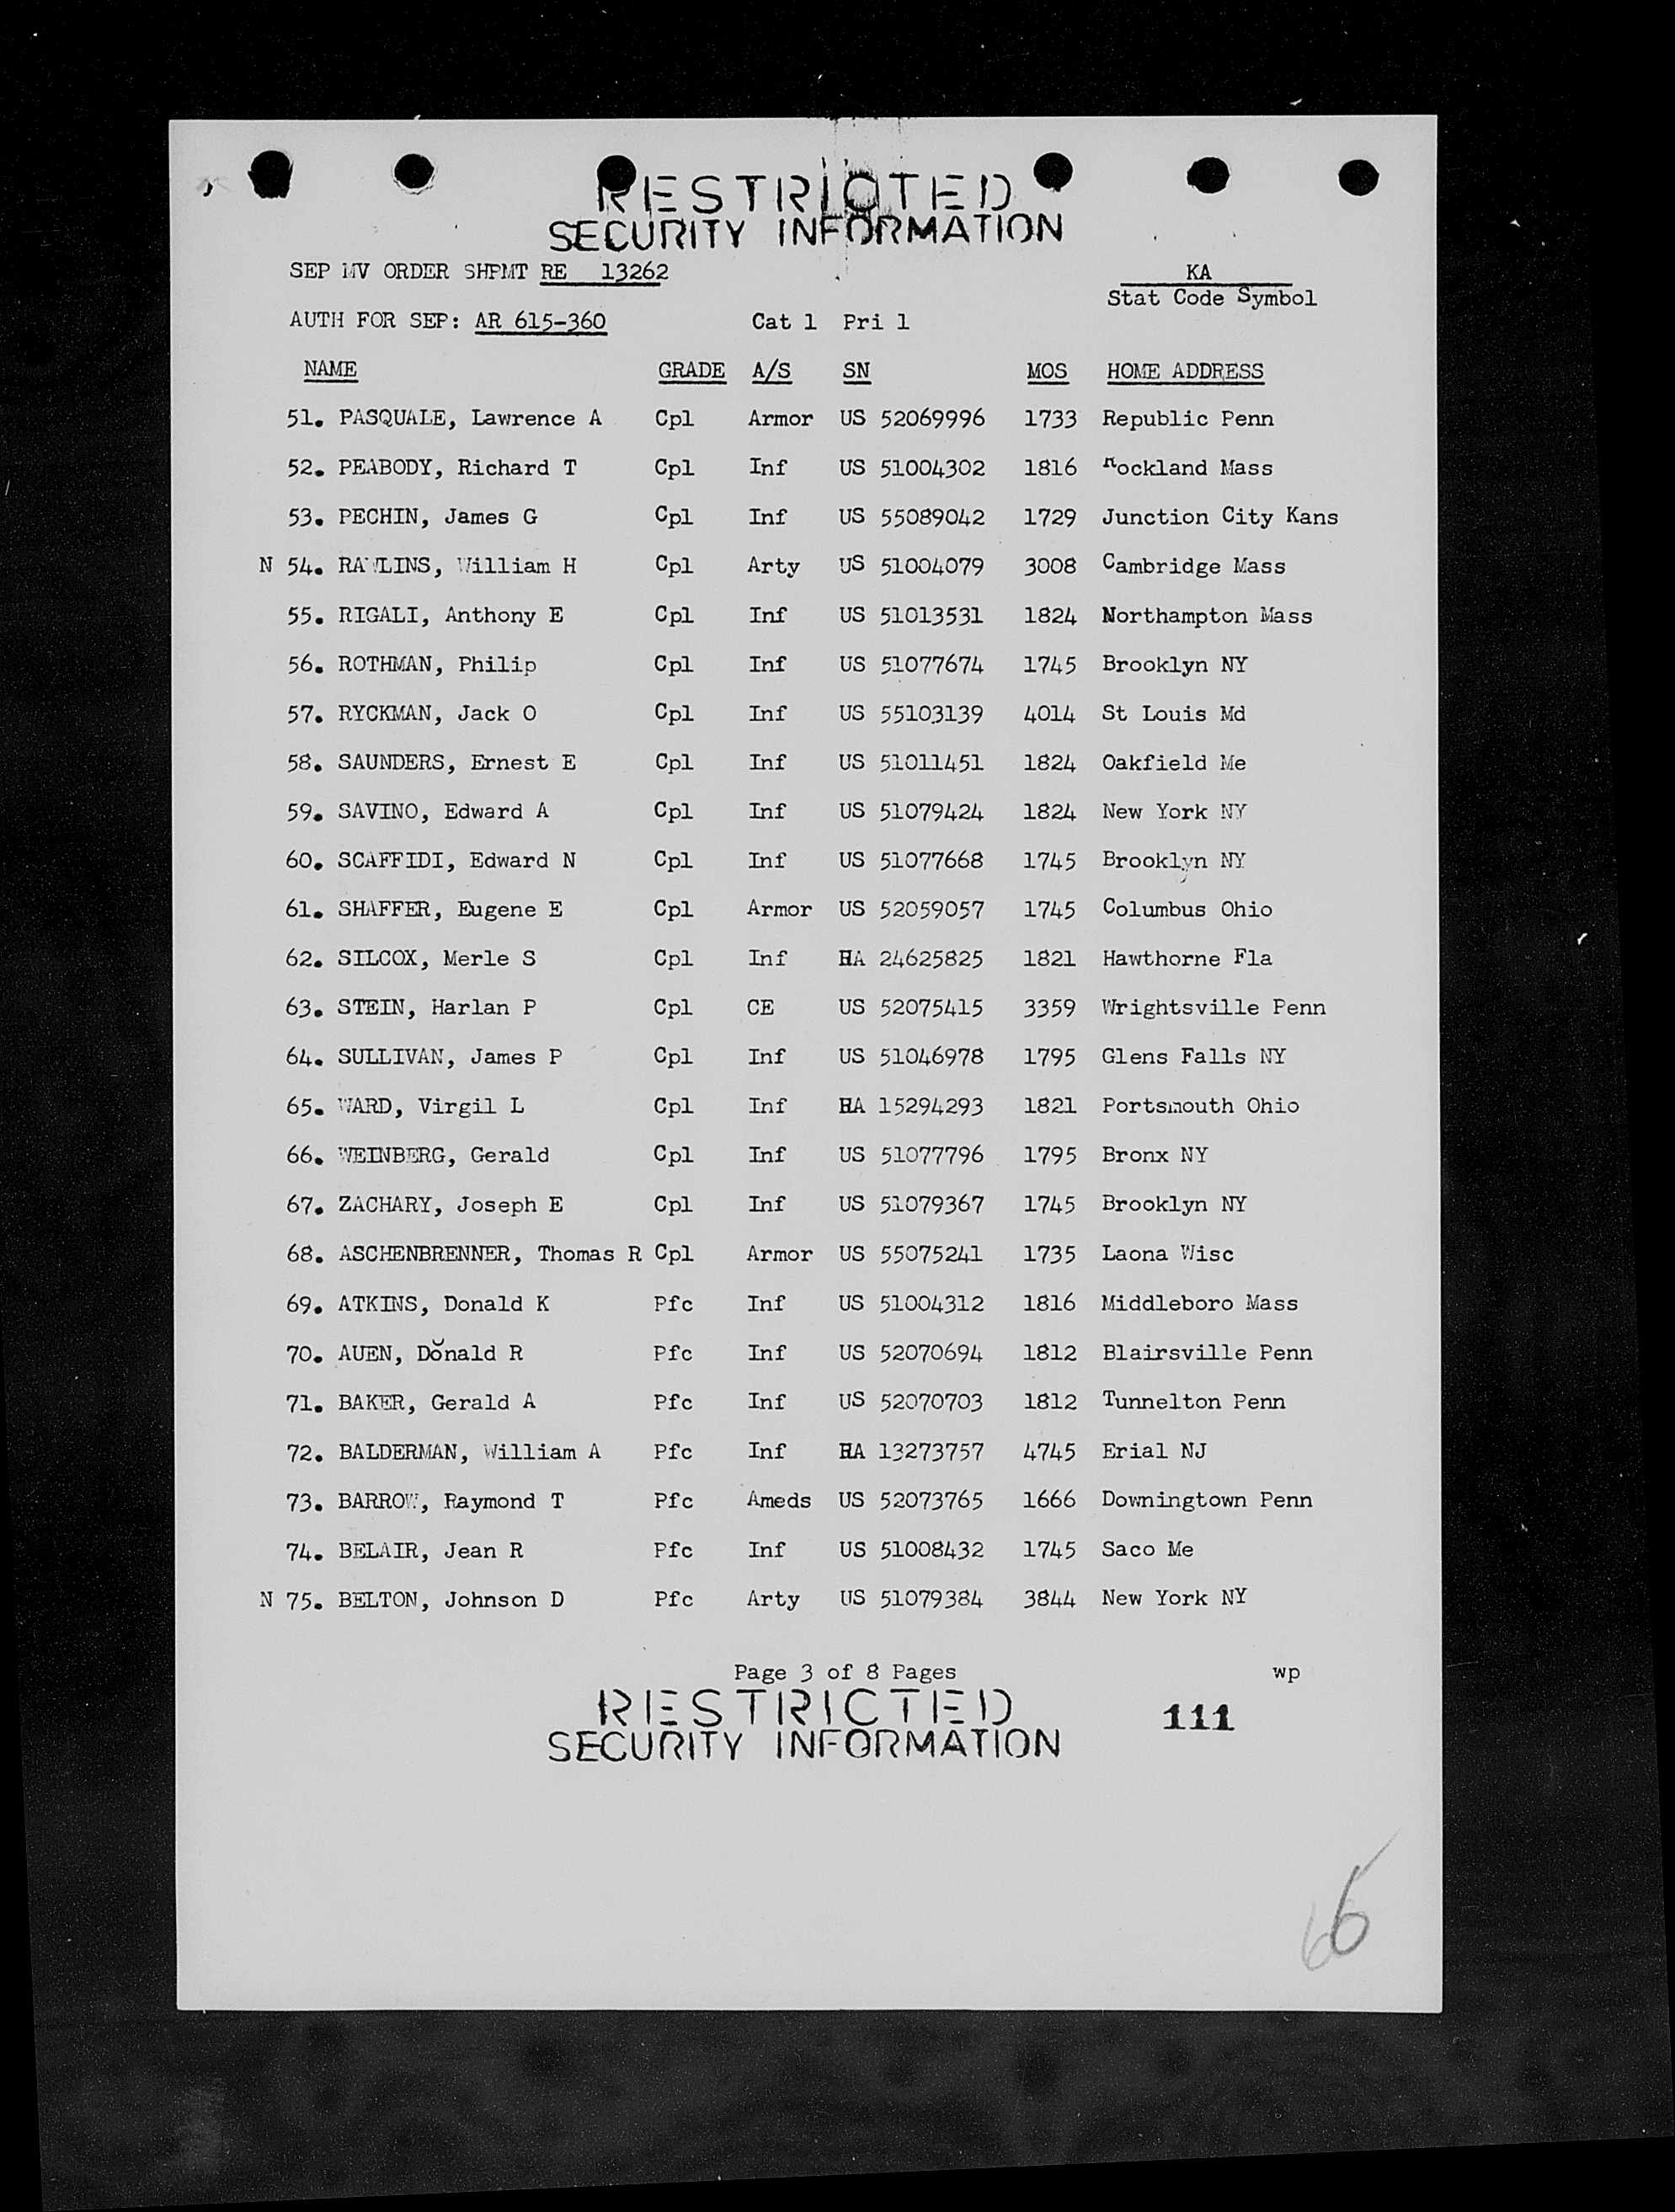 RESTRICTED
SECURITY INFORMATION
SEP MV ORDER SHPMT RE 13262 KA
Stat Code Symbol
AUTH FOR SEP: AR 615-360 Cat 1 Pri 1
NAME GRADE A/S SN MOS HOME ADDRESS
51. PASQUALE, Lawrence A Cpl Armor US 52069996 1733 Republic Penn
52. PEABODY, Richard T Cpl Inf US 51004302 1816 Rockland Mass
53. PECHIN, James G Cpl Inf US 55089042 1729 Junction City Kans
N 54. RAWLINS, William H Cpl Arty US 51004079 3008 Cambridge Mass
55. RIGALI, Anthony E Cpl Inf US 51013531 1824 Northampton Mass
56. ROTHMAN, Philip Cpl Inf US 51077674 1745 Brooklyn NY
57. RYCKMAN, Jack O Cpl Inf US 55103139 4014 St Louis Md
58. SAUNDERS, Ernest E Cpl Inf US 51011451 1824 Oakfield Me
59. SAVINO, Edward A Cpl Inf US 51079424 1824 New York NY
60. SCAFFIDI, Edward N Cpl Inf US 51077668 1745 Brooklyn NY
61. SHAFFER, Eugene E Cpl Armor US 52059057 1745 Columbus Ohio
62. SILCOX, Merle S Cpl Inf RA 24625825 1821 Hawthorne Fla
63. STEIN, Harlan P Cpl CE US 52075415 3359 Wrightsville Penn
64. SULLIVAN, James P Cpl Inf US 51046978 1795 Glens Falls NY
65. WARD, Virgil L Cpl Inf RA 15294293 1821 Portsmouth Ohio
66. WEINBERG, Gerald Cpl Inf US 51077796 1795 Bronx NY
67. ZACHARY, Joseph E Cpl Inf US 51079367 1745 Brooklyn NY
68. ASCHENBRENNER, Thomas R Cpl Armor US 55075241 1735 Laona Wisc
69. ATKINS, Donald K Pfc Inf US 51004312 1816 Middleboro Mass
70. AUEN, Donald R Pfc Inf US 52070694 1812 Blairsville Penn
71. BAKER, Gerald A Pfc Inf US 52070703 1812 Tunnelton Penn
72. BALDERMAN, William A Pfc Inf RA 13273757 4745 Erial NJ
73. BARROW, Raymond T Pfc Ameds US 52073765 1666 Downingtown Penn
74. BELAIR, Jean R Pfc Inf US 51008432 1745 Saco Me
N 75. BELTON, Johnson D Pfc Arty US 51079384 3844 New York NY
Page 3 of 8 Pages wp
RESTRICTED
SECURITY INFORMATION
111
66